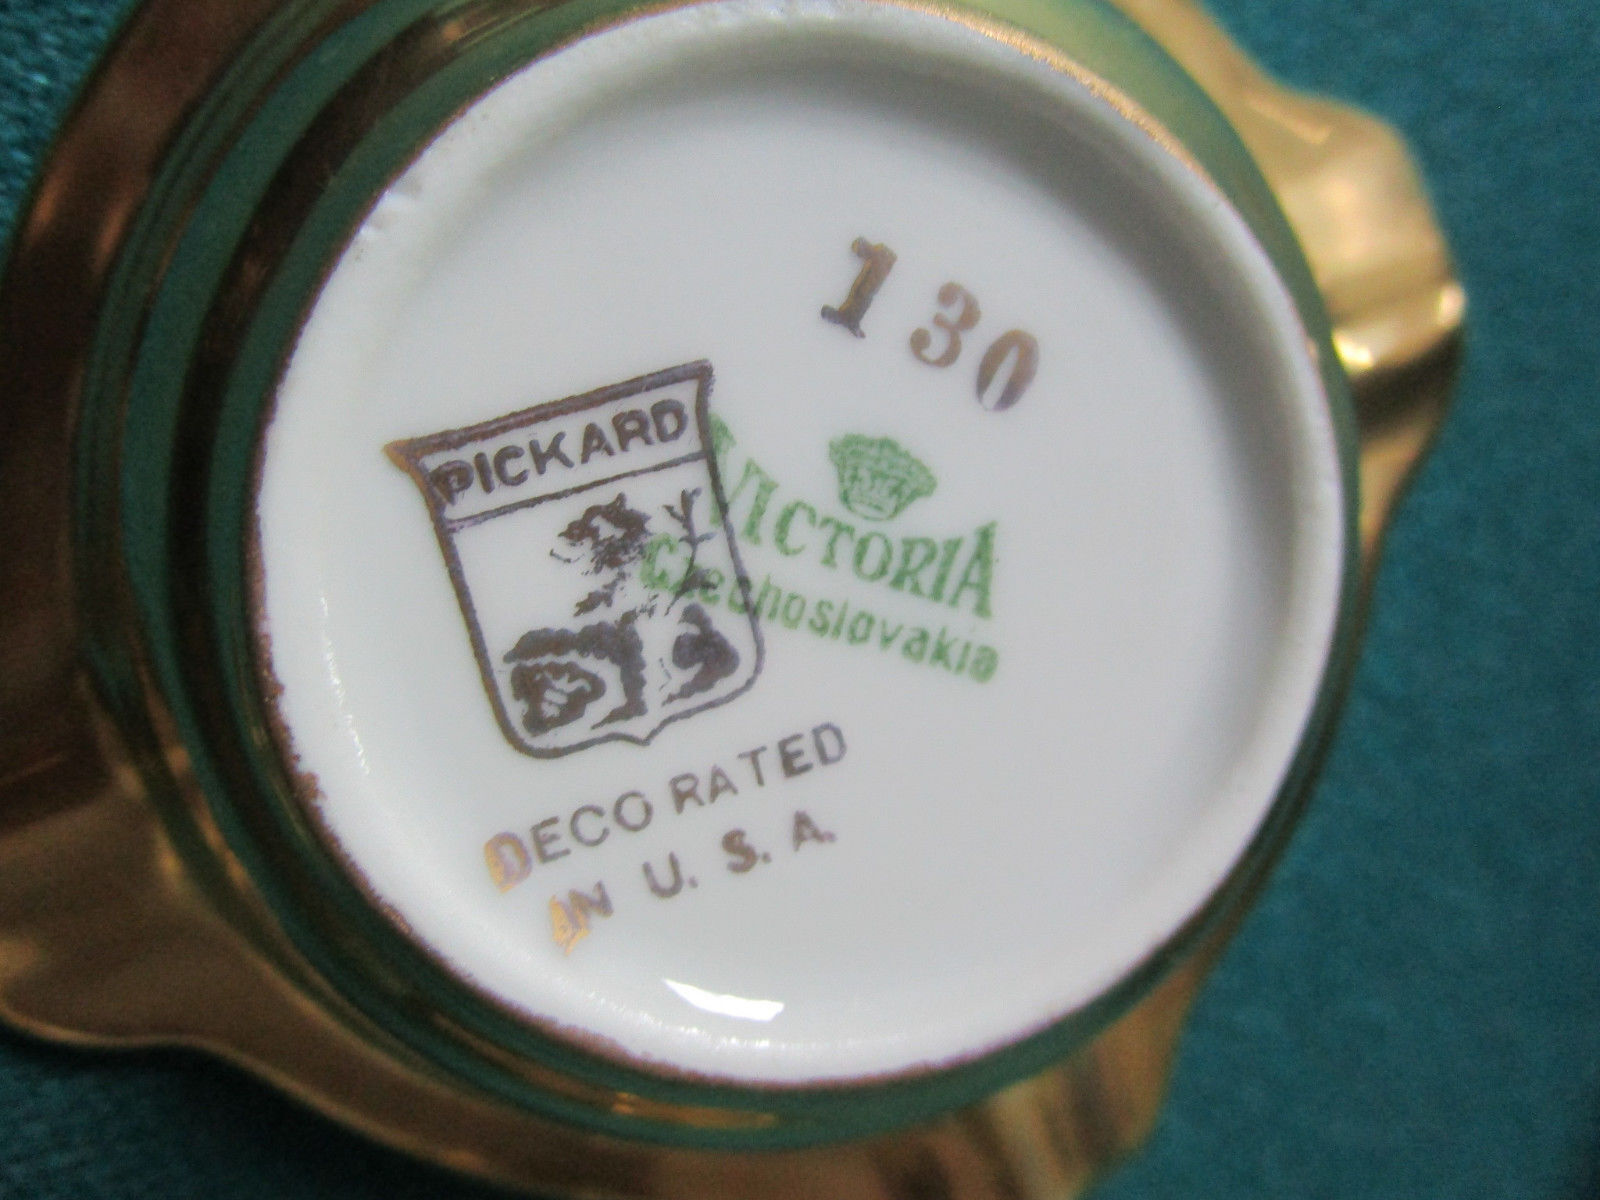 130
PICKARD
VICTORIA
Czechoslovakia
DECORATED
IN U. S. A.